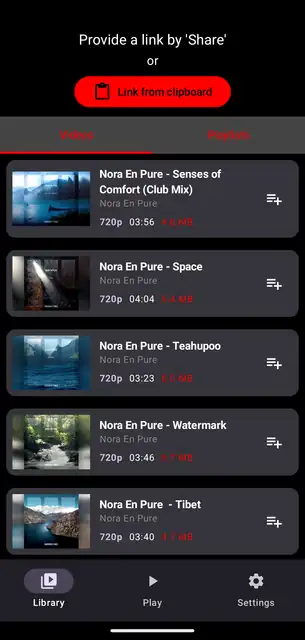 Provide a link by 'Share'
or
Link from clipboard
Videos Playlists
Nora En Pure - Senses of
Comfort (Club Mix)
Nora En Pure
720p 03:56
Nora En Pure - Space
Nora En Pure
720p 04:04
Nora En Pure - Teahupoo
Nora En Pure
720p 03:23
Nora En Pure - Watermark
Nora En Pure
720p 03:46
Nora En Pure - Tibet
Nora En Pure
720p 03:40
Library Play Settings